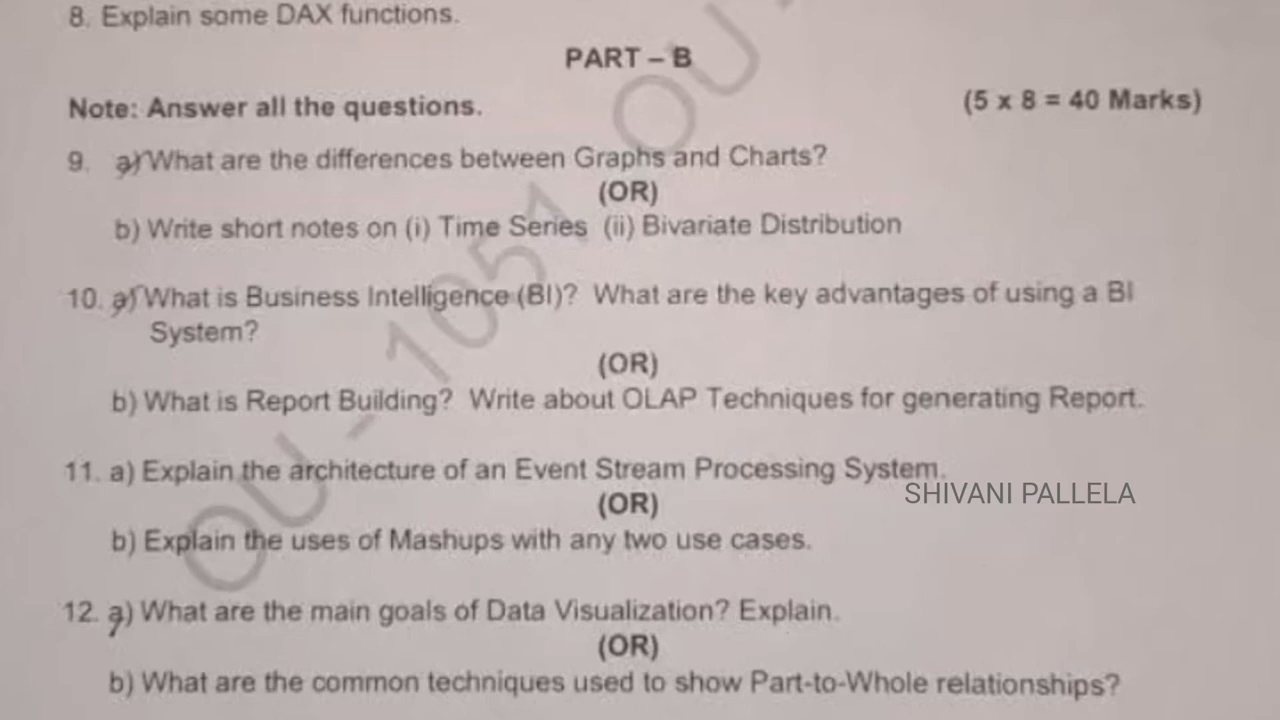 8. Explain some DAX functions.
PART – B
Note: Answer all the questions.
(5 x 8 = 40 Marks)
9. a) What are the differences between Graphs and Charts?
(OR)
b) Write short notes on (i) Time Series (ii) Bivariate Distribution
10. a) What is Business Intelligence (BI)? What are the key advantages of using a BI
System?
(OR)
b) What is Report Building? Write about OLAP Techniques for generating Report.
11. a) Explain the architecture of an Event Stream Processing System.
SHIVANI PALLELA
(OR)
b) Explain the uses of Mashups with any two use cases.
12. a) What are the main goals of Data Visualization? Explain.
(OR)
b) What are the common techniques used to show Part-to-Whole relationships?
OU - 1051 OU -